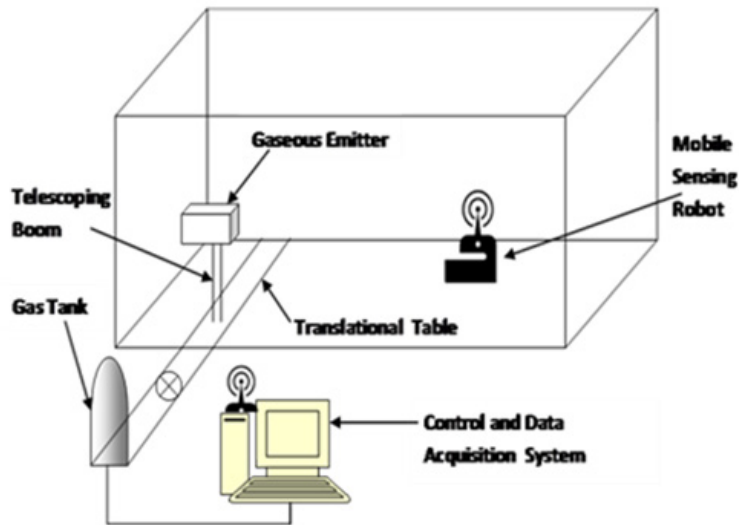 Gaseous Emitter
Mobile
Sensing
Robot
Telescoping
Boom
Gas Tank
Translational Table
Control and Data
Acquisition System